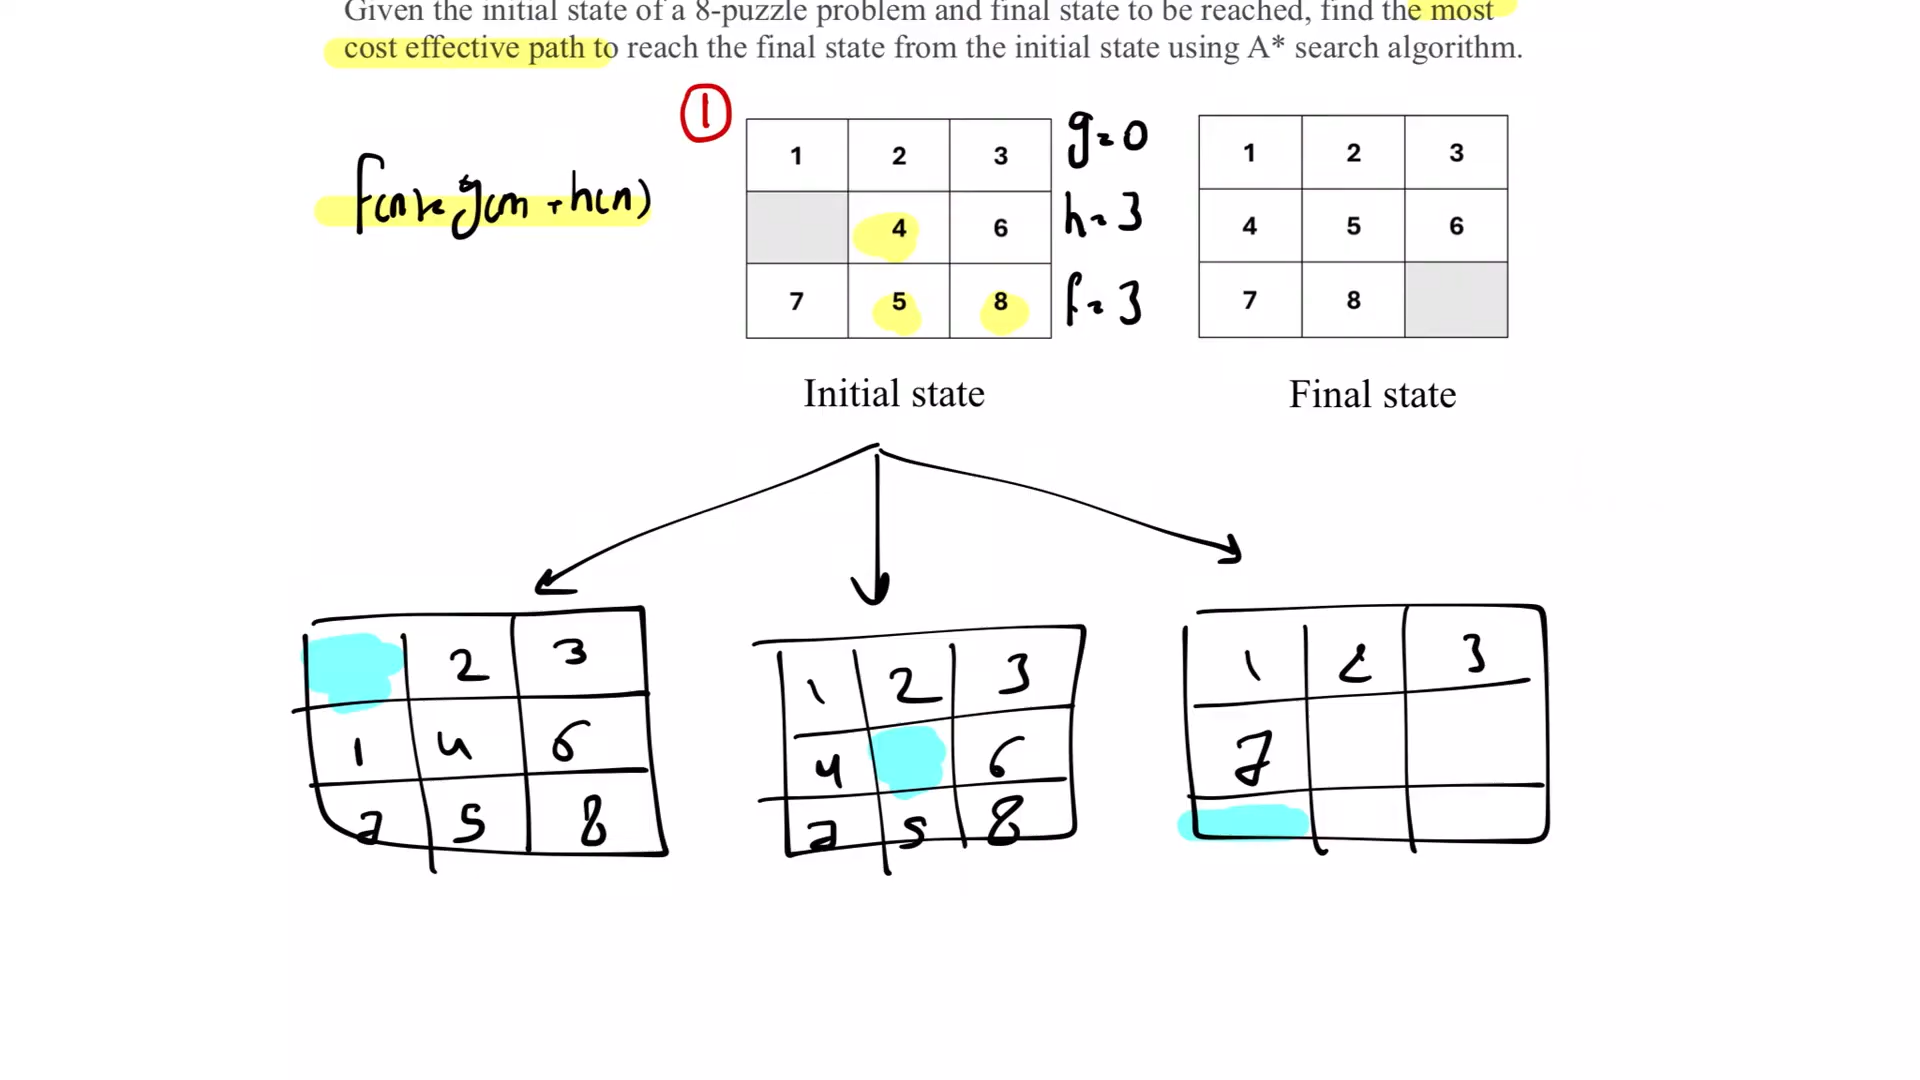 Given the initial state of a 8-puzzle problem and final state to be reached, find the most
cost effective path to reach the final state from the initial state using A* search algorithm.
1
f(n) = g(n) + h(n)
1 2 3
4 6
7 5 8
g=0
h=3
f=3
1 2 3
4 5 6
7 8
Initial state
Final state
2 3
1 4 6
7 5 8
1 2 3
4 6
7 5 8
1 2 3
7